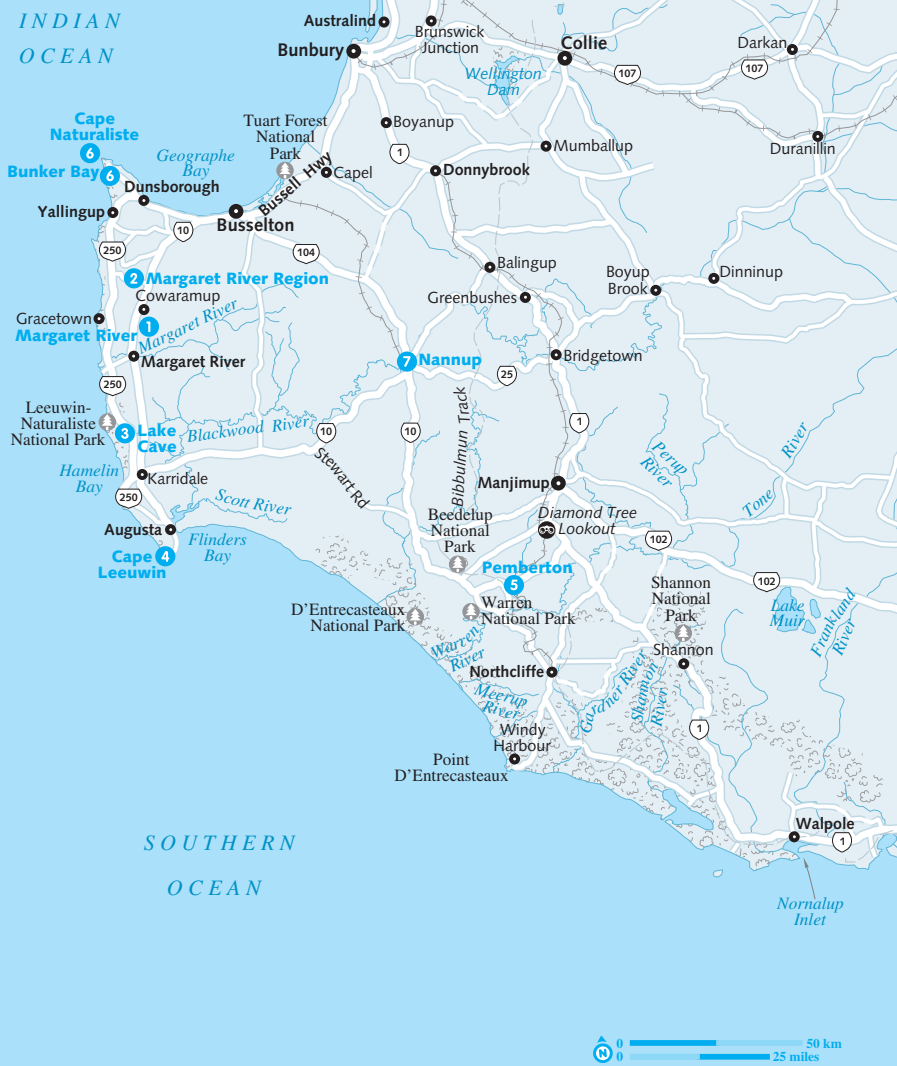 INDIAN
OCEAN
Australind
Brunswick
Junction
Bunbury
Collie
Darkan
107
107
Wellington
Dam
Cape
Naturaliste
6
Bunker Bay
6
Geographe
Bay
Tuart Forest
National
Park
Boyanup
1
Mumballup
Duranillin
Dunsborough
Bussell Hwy
Capel
Donnybrook
Yallingup
10
Busselton
250
104
Balingup
Boyup
Brook
Dinninup
2
Margaret River Region
Cowaramup
Greenbushes
Gracetown
Margaret River
1
Margaret River
Margaret River
7
Nannup
Bridgetown
25
250
Leeuwin-
Naturaliste
National Park
3
Lake
Cave
Blackwood River
10
10
Bibbulmun Track
1
Perup
River
Tone
River
Hamelin
Bay
Karridale
250
Stewart Rd
Manjimup
Scott River
Augusta
Flinders
Bay
Cape
Leeuwin
4
Beedelup
National
Park
Diamond Tree
Lookout
102
102
Pemberton
5
Shannon
National
Park
Lake
Muir
Frankland
River
D'Entrecasteaux
National Park
Warren
National Park
Warren
River
Shannon
Northcliffe
Gardner River
Shannon
River
Meerup
River
Windy
Harbour
1
Point
D'Entrecasteaux
SOUTHERN
OCEAN
Walpole
1
Nornalup
Inlet
N
0
50 km
0
25 miles